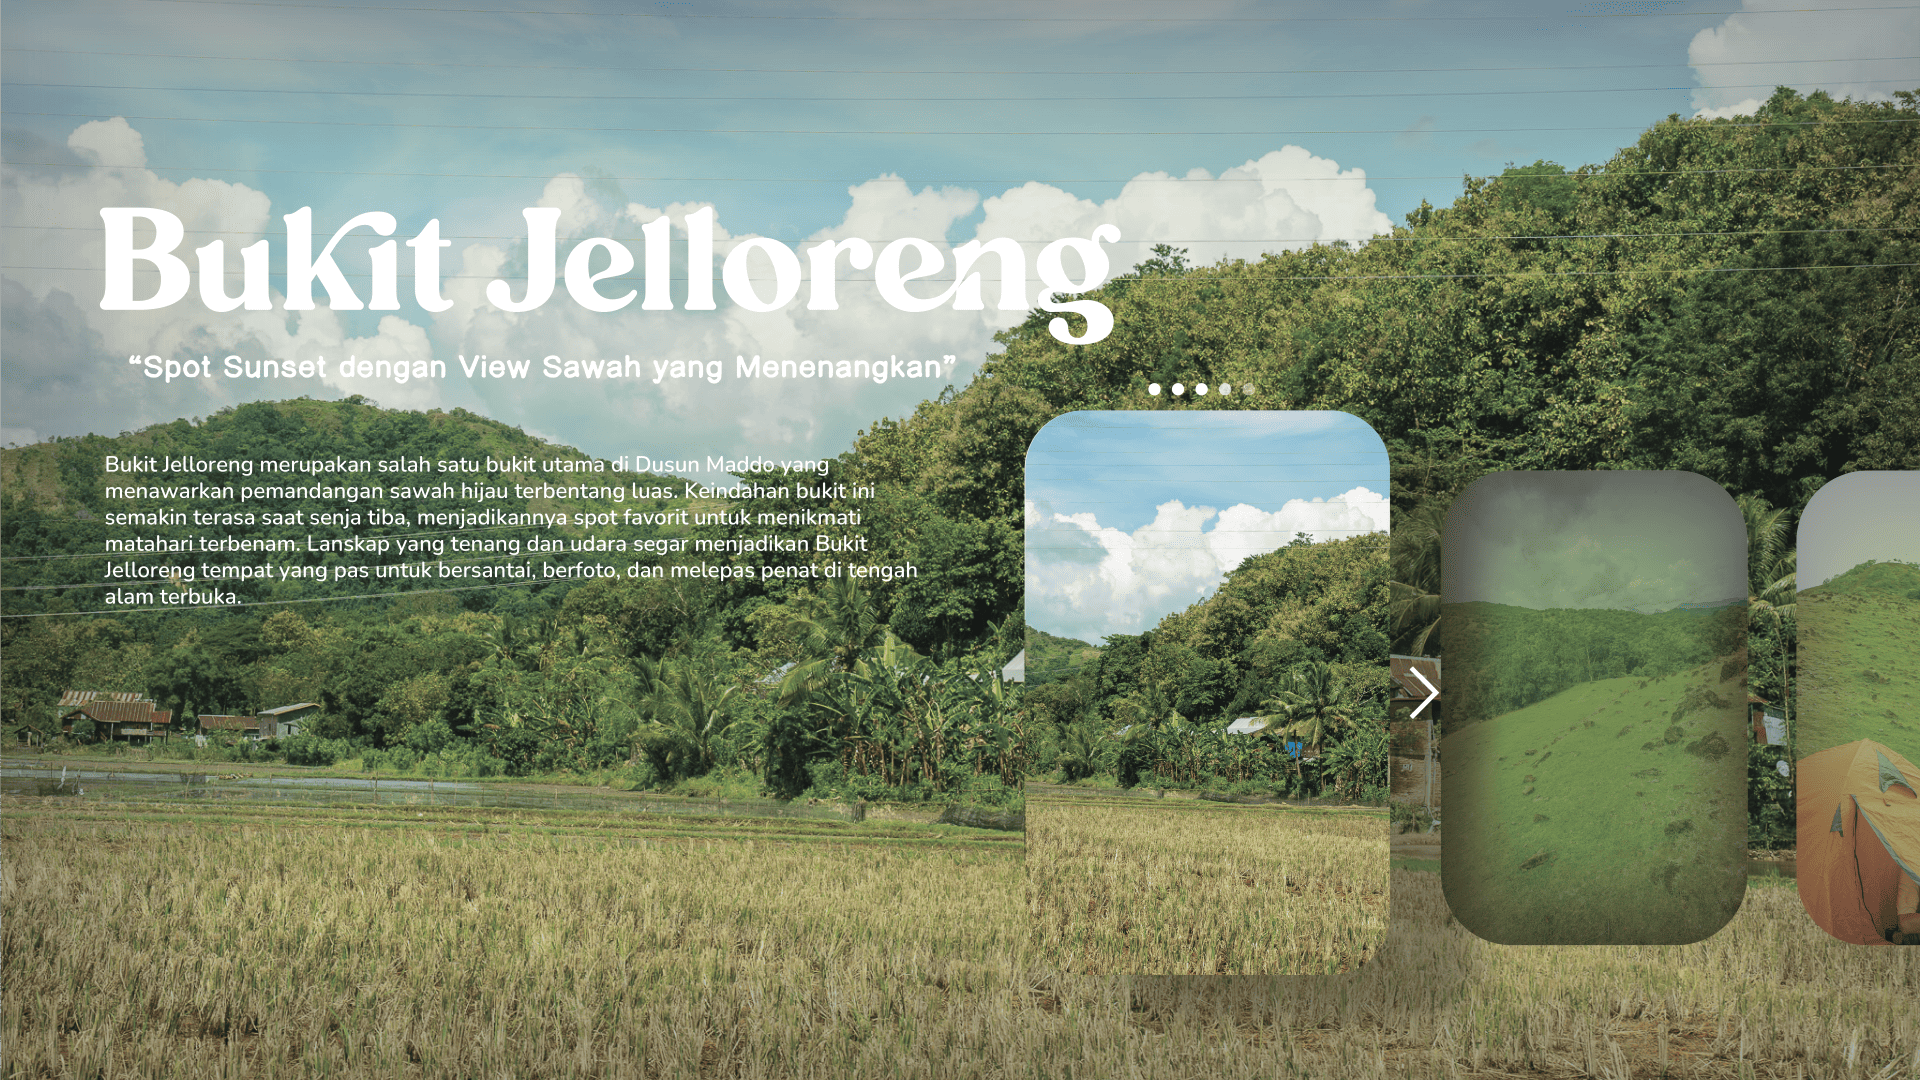 Bukit Jelloreng
“Spot Sunset dengan View Sawah yang Menenangkan”
Bukit Jelloreng merupakan salah satu bukit utama di Dusun Maddo yang
menawarkan pemandangan sawah hijau terbentang luas. Keindahan bukit ini
semakin terasa saat senja tiba, menjadikannya spot favorit untuk menikmati
matahari terbenam. Lanskap yang tenang dan udara segar menjadikan Bukit
Jelloreng tempat yang pas untuk bersantai, berfoto, dan melepas penat di tengah
alam terbuka.